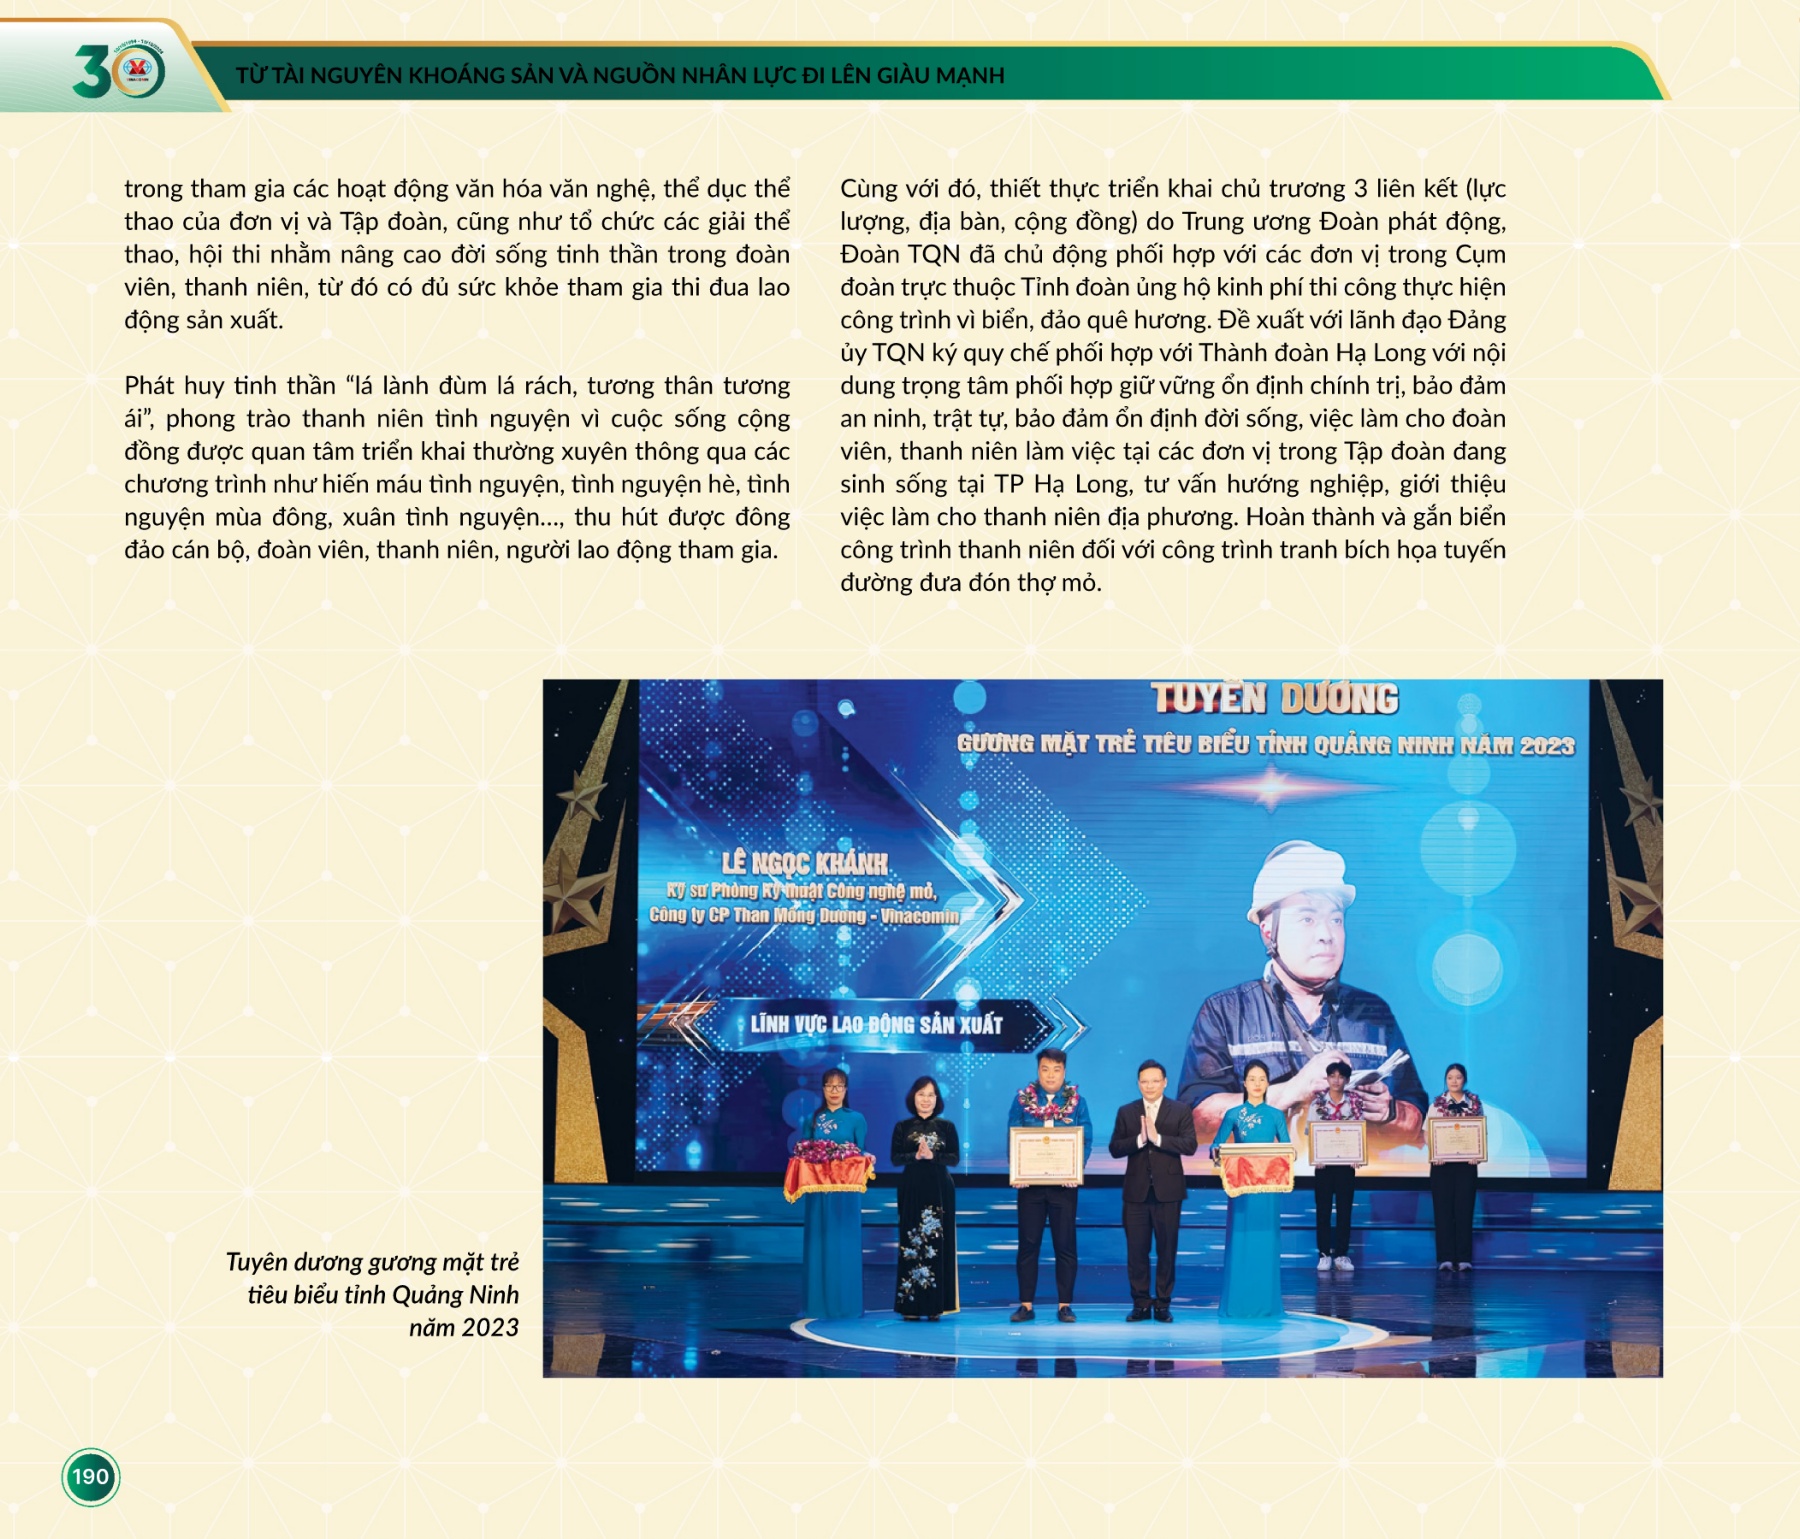 30
TỪ TÀI NGUYÊN KHOÁNG SẢN VÀ NGUỒN NHÂN LỰC ĐI LÊN GIÀU MẠNH
trong tham gia các hoạt động văn hóa văn nghệ, thể dục thể
thao của đơn vị và Tập đoàn, cũng như tổ chức các giải thể
thao, hội thi nhằm nâng cao đời sống tinh thần trong đoàn
viên, thanh niên, từ đó có đủ sức khỏe tham gia thi đua lao
động sản xuất.
Phát huy tinh thần “lá lành đùm lá rách, tương thân tương
ái”, phong trào thanh niên tình nguyện vì cuộc sống cộng
đồng được quan tâm triển khai thường xuyên thông qua các
chương trình như hiến máu tình nguyện, tình nguyện hè, tình
nguyện mùa đông, xuân tình nguyện..., thu hút được đông
đảo cán bộ, đoàn viên, thanh niên, người lao động tham gia.
Cùng với đó, thiết thực triển khai chủ trương 3 liên kết (lực
lượng, địa bàn, cộng đồng) do Trung ương Đoàn phát động,
Đoàn TQN đã chủ động phối hợp với các đơn vị trong Cụm
đoàn trực thuộc Tỉnh đoàn ủng hộ kinh phí thi công thực hiện
công trình vì biển, đảo quê hương. Đề xuất với lãnh đạo Đảng
ủy TQN ký quy chế phối hợp với Thành đoàn Hạ Long với nội
dung trọng tâm phối hợp giữ vững ổn định chính trị, bảo đảm
an ninh, trật tự, bảo đảm ổn định đời sống, việc làm cho đoàn
viên, thanh niên làm việc tại các đơn vị trong Tập đoàn đang
sinh sống tại TP Hạ Long, tư vấn hướng nghiệp, giới thiệu
việc làm cho thanh niên địa phương. Hoàn thành và gắn biển
công trình thanh niên đối với công trình tranh bích họa tuyến
đường đưa đón thợ mỏ.
TUYÊN DƯƠNG
GƯƠNG MẶT TRẺ TIÊU BIỂU TỈNH QUẢNG NINH NĂM 2023
LÊ NGỌC KHÁNH
Kỹ sư Phòng Kỹ thuật Công nghệ mỏ,
Công ty CP Than Mông Dương - Vinacomin
LĨNH VỰC LAO ĐỘNG SẢN XUẤT
Tuyên dương gương mặt trẻ
tiêu biểu tỉnh Quảng Ninh
năm 2023
190